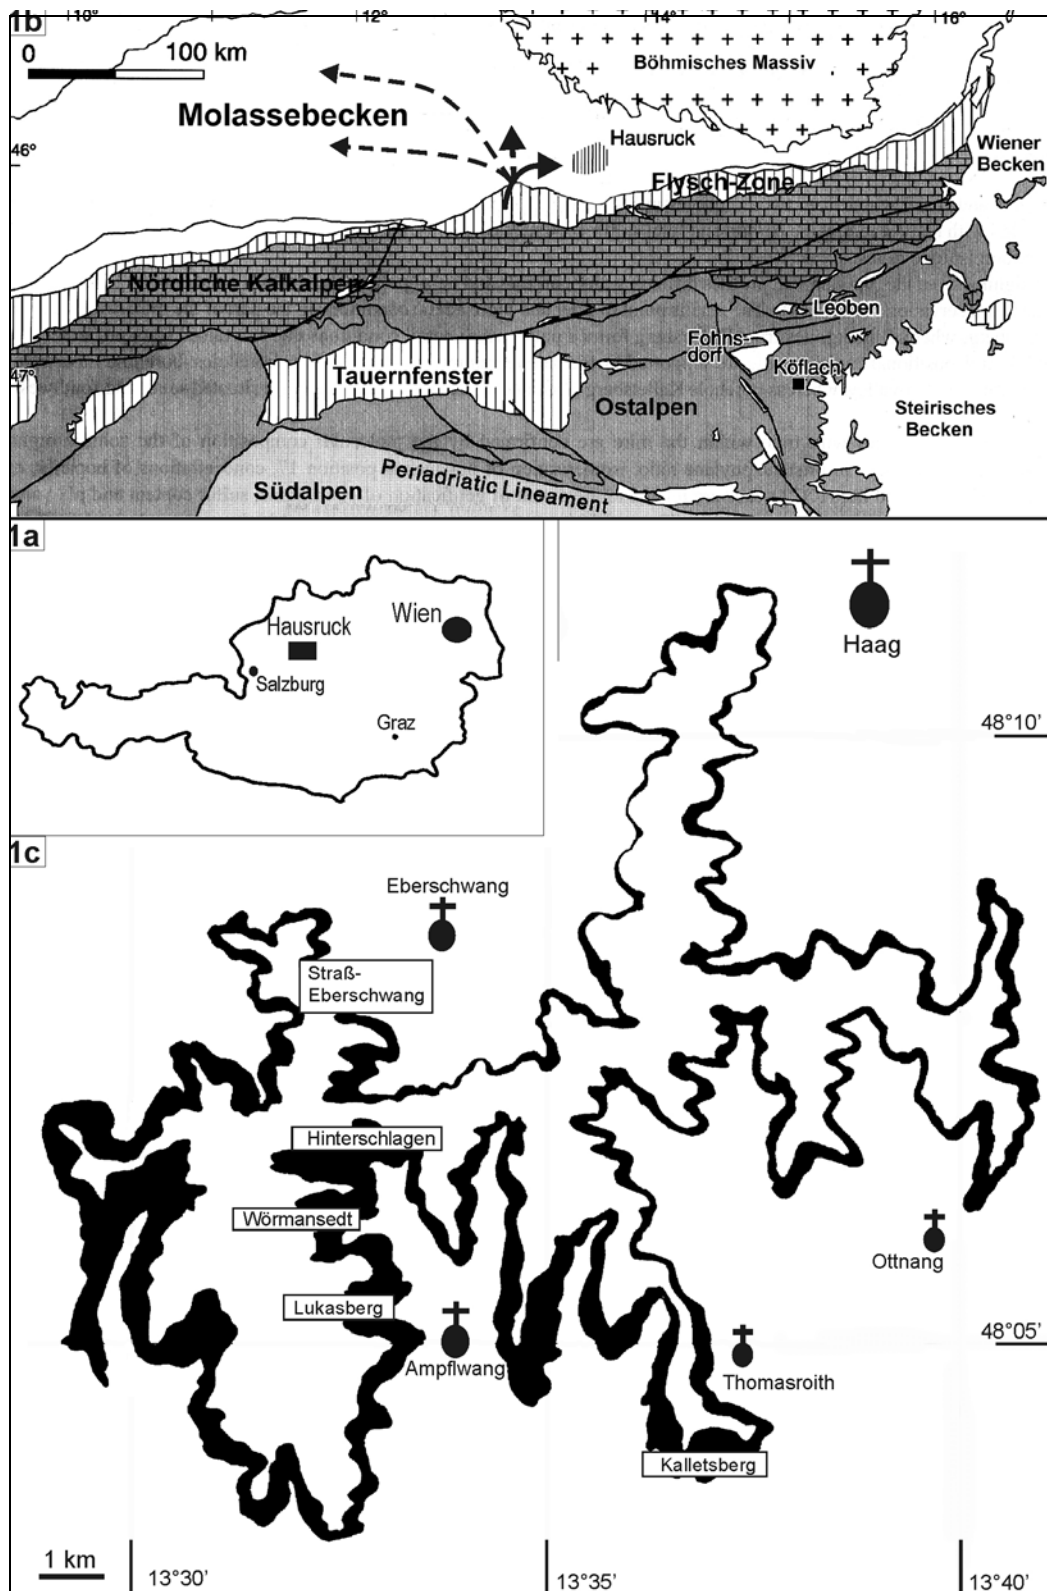 1b
10°
12°
14°
16°
0
100 km
Böhmisches Massiv
Molassebecken
Hausruck
46°
Wiener
Becken
Flysch-Zone
Nördliche Kalkalpen
Leoben
Fohns-
dorf
Köflach
47°
Tauernfenster
Ostalpen
Steirisches
Becken
Periadriatic Lineament
Südalpen
1a
Wien
Hausruck
Salzburg
Graz
Haag
48°10'
1c
Eberschwang
Straß-
Eberschwang
Hinterschlagen
Wörmansedt
Ottnang
Lukasberg
48°05'
Ampflwang
Thomasroith
Kalletsberg
1 km
13°30'
13°35'
13°40'